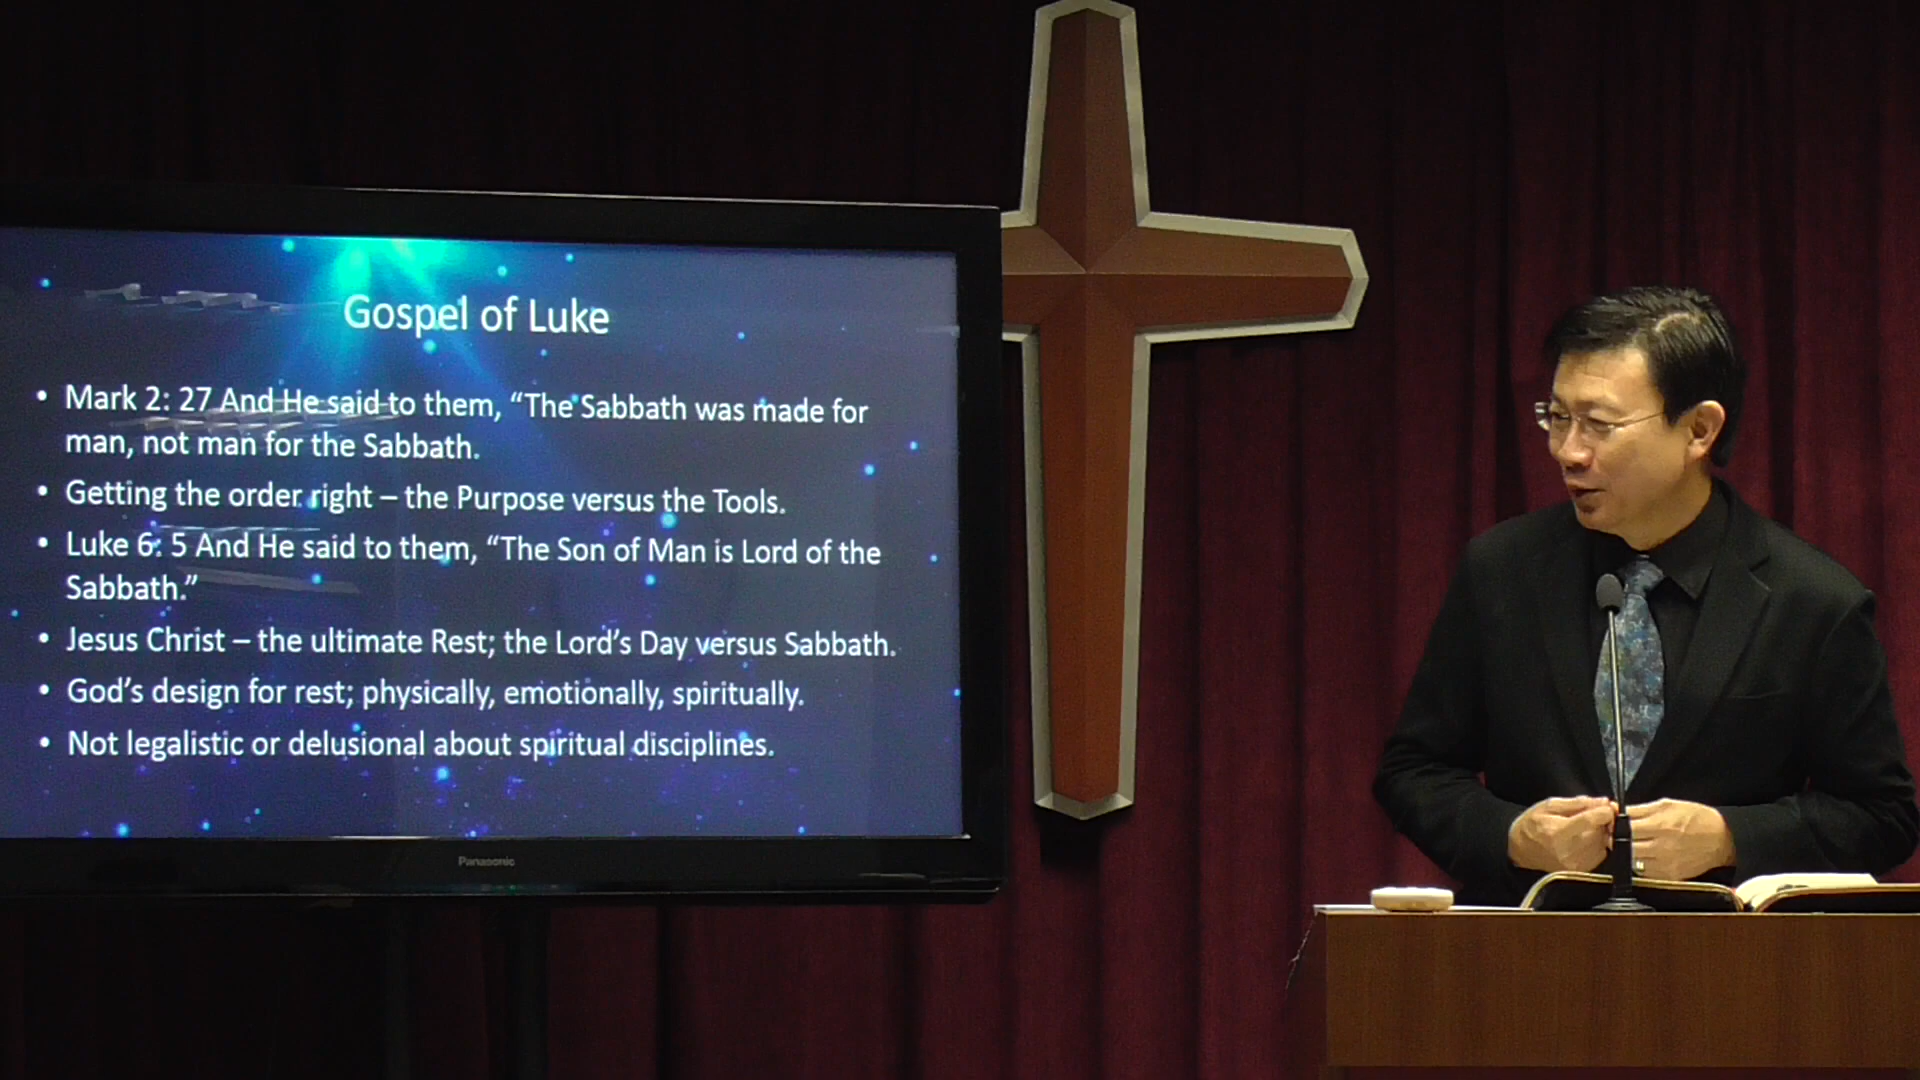 Gospel of Luke
• Mark 2: 27 And He said to them, “The Sabbath was made for
man, not man for the Sabbath.
• Getting the order right – the Purpose versus the Tools.
• Luke 6: 5 And He said to them, “The Son of Man is Lord of the
Sabbath.”
• Jesus Christ – the ultimate Rest; the Lord’s Day versus Sabbath.
• God’s design for rest; physically, emotionally, spiritually.
• Not legalistic or delusional about spiritual disciplines.
Panasonic